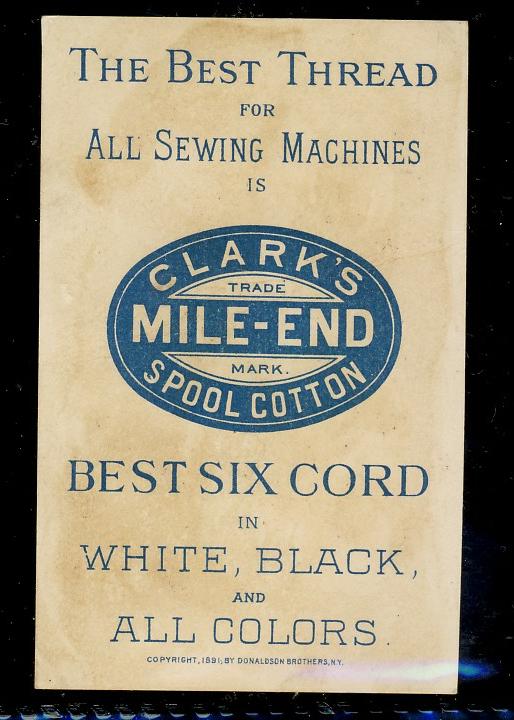 THE BEST THREAD
FOR
ALL SEWING MACHINES
IS
CLARK'S
TRADE
MILE-END
MARK.
SPOOL COTTON
BEST SIX CORD
IN
WHITE, BLACK,
AND
ALL COLORS.
COPYRIGHT, 1891, BY DONALDSON BROTHERS, N.Y.